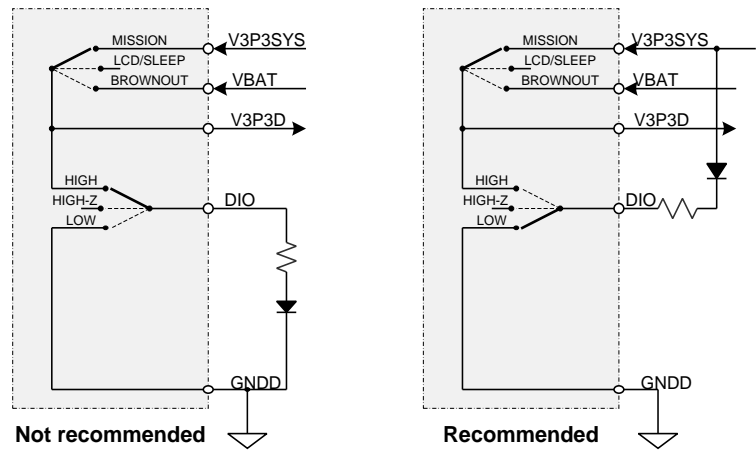 MISSION
V3P3SYS
LCD/SLEEP
BROWNOUT
VBAT
V3P3D
HIGH
HIGH-Z
DIO
LOW
GNDD
Not recommended
MISSION
V3P3SYS
LCD/SLEEP
BROWNOUT
VBAT
V3P3D
HIGH
HIGH-Z
DIO
LOW
GNDD
Recommended